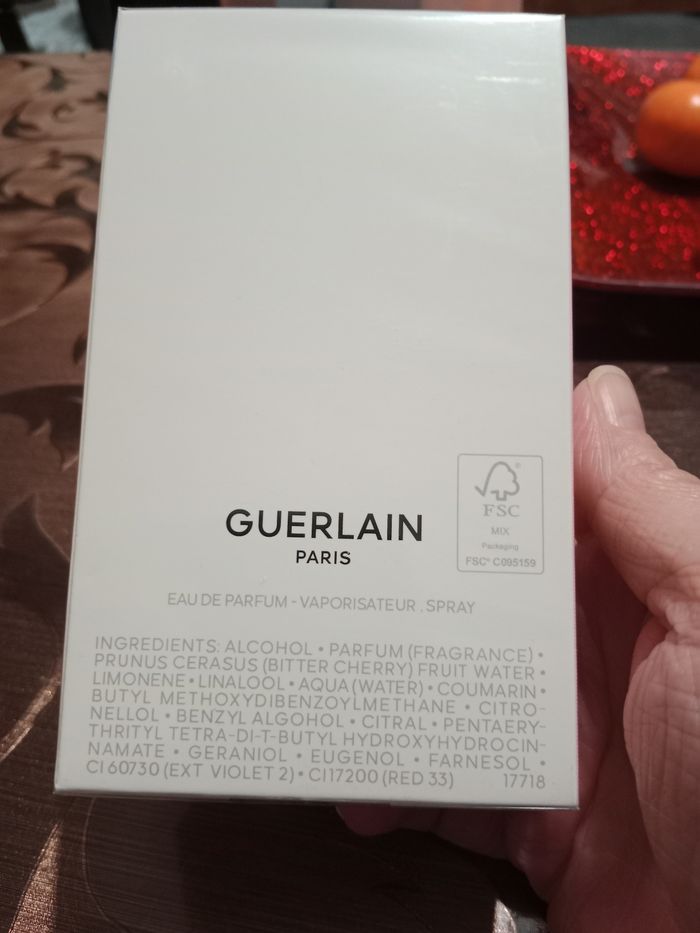 GUERLAIN
PARIS
®
FSC
MIX
Packaging
FSC® C095159
EAU DE PARFUM - VAPORISATEUR . SPRAY
INGREDIENTS: ALCOHOL • PARFUM (FRAGRANCE) •
PRUNUS CERASUS (BITTER CHERRY) FRUIT WATER •
LIMONENE • LINALOOL • AQUA (WATER) • COUMARIN •
BUTYL METHOXYDIBENZOYLMETHANE • CITRO-
NELLOL • BENZYL ALGOHOL • CITRAL • PENTAERY-
THRITYL TETRA-DI-T-BUTYL HYDROXYHYDROCIN-
NAMATE • GERANIOL • EUGENOL • FARNESOL •
CI 60730 (EXT VIOLET 2) • CI 17200 (RED 33) 17718